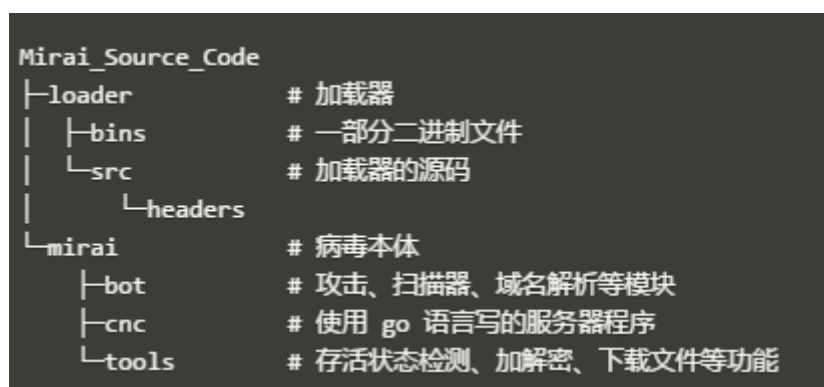 Mirai_Source_Code
├─loader # 加载器
│ ├─bins # 一部分二进制文件
│ └─src # 加载器的源码
│ └─headers
└─mirai # 病毒本体
├─bot # 攻击、扫描器、域名解析等模块
├─cnc # 使用 go 语言写的服务器程序
└─tools # 存活状态检测、加解密、下载文件等功能